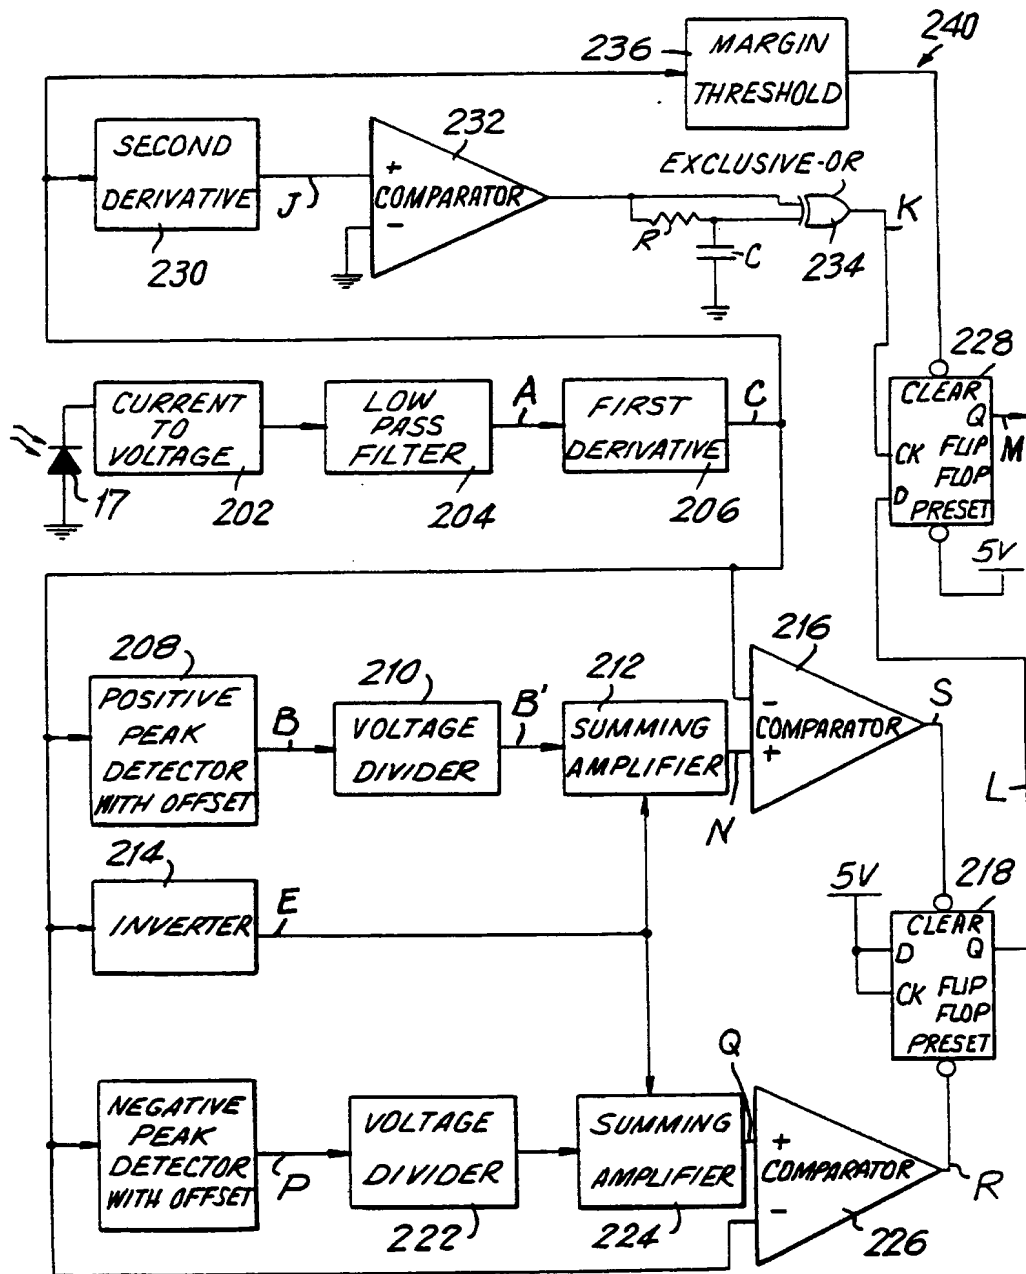 236
MARGIN
THRESHOLD
240
SECOND
DERIVATIVE
230
J
+
COMPARATOR
-
232
EXCLUSIVE-OR
R
C
234
K
228
CLEAR
Q
CK
FLIP
FLOP
D
PRESET
M
5V
CURRENT
TO
VOLTAGE
17
202
LOW
PASS
FILTER
204
A
FIRST
DERIVATIVE
206
C
208
POSITIVE
PEAK
DETECTOR
WITH OFFSET
B
210
VOLTAGE
DIVIDER
B'
212
SUMMING
AMPLIFIER
N
216
-
COMPARATOR
+
S
L
214
INVERTER
E
5V
218
CLEAR
D
Q
CK
FLIP
FLOP
PRESET
NEGATIVE
PEAK
DETECTOR
WITH OFFSET
P
VOLTAGE
DIVIDER
222
SUMMING
AMPLIFIER
224
Q
+
COMPARATOR
-
226
R